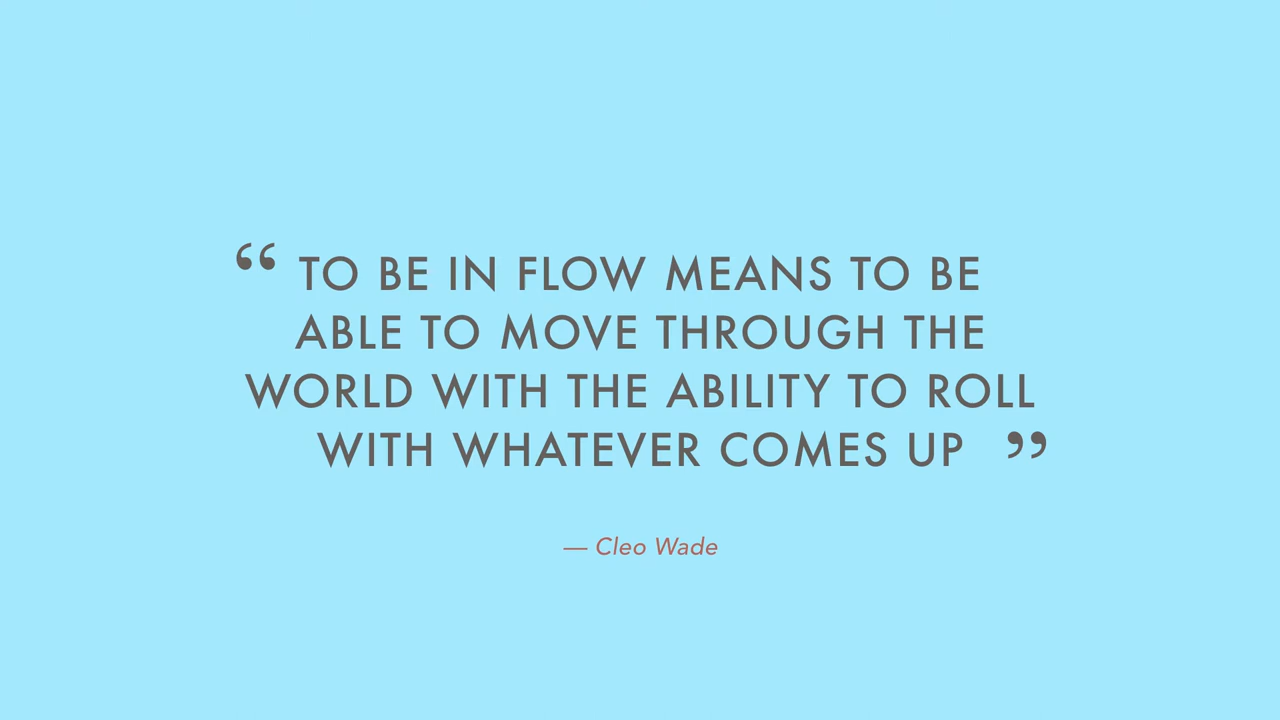 “ TO BE IN FLOW MEANS TO BE
ABLE TO MOVE THROUGH THE
WORLD WITH THE ABILITY TO ROLL
WITH WHATEVER COMES UP ”
— Cleo Wade